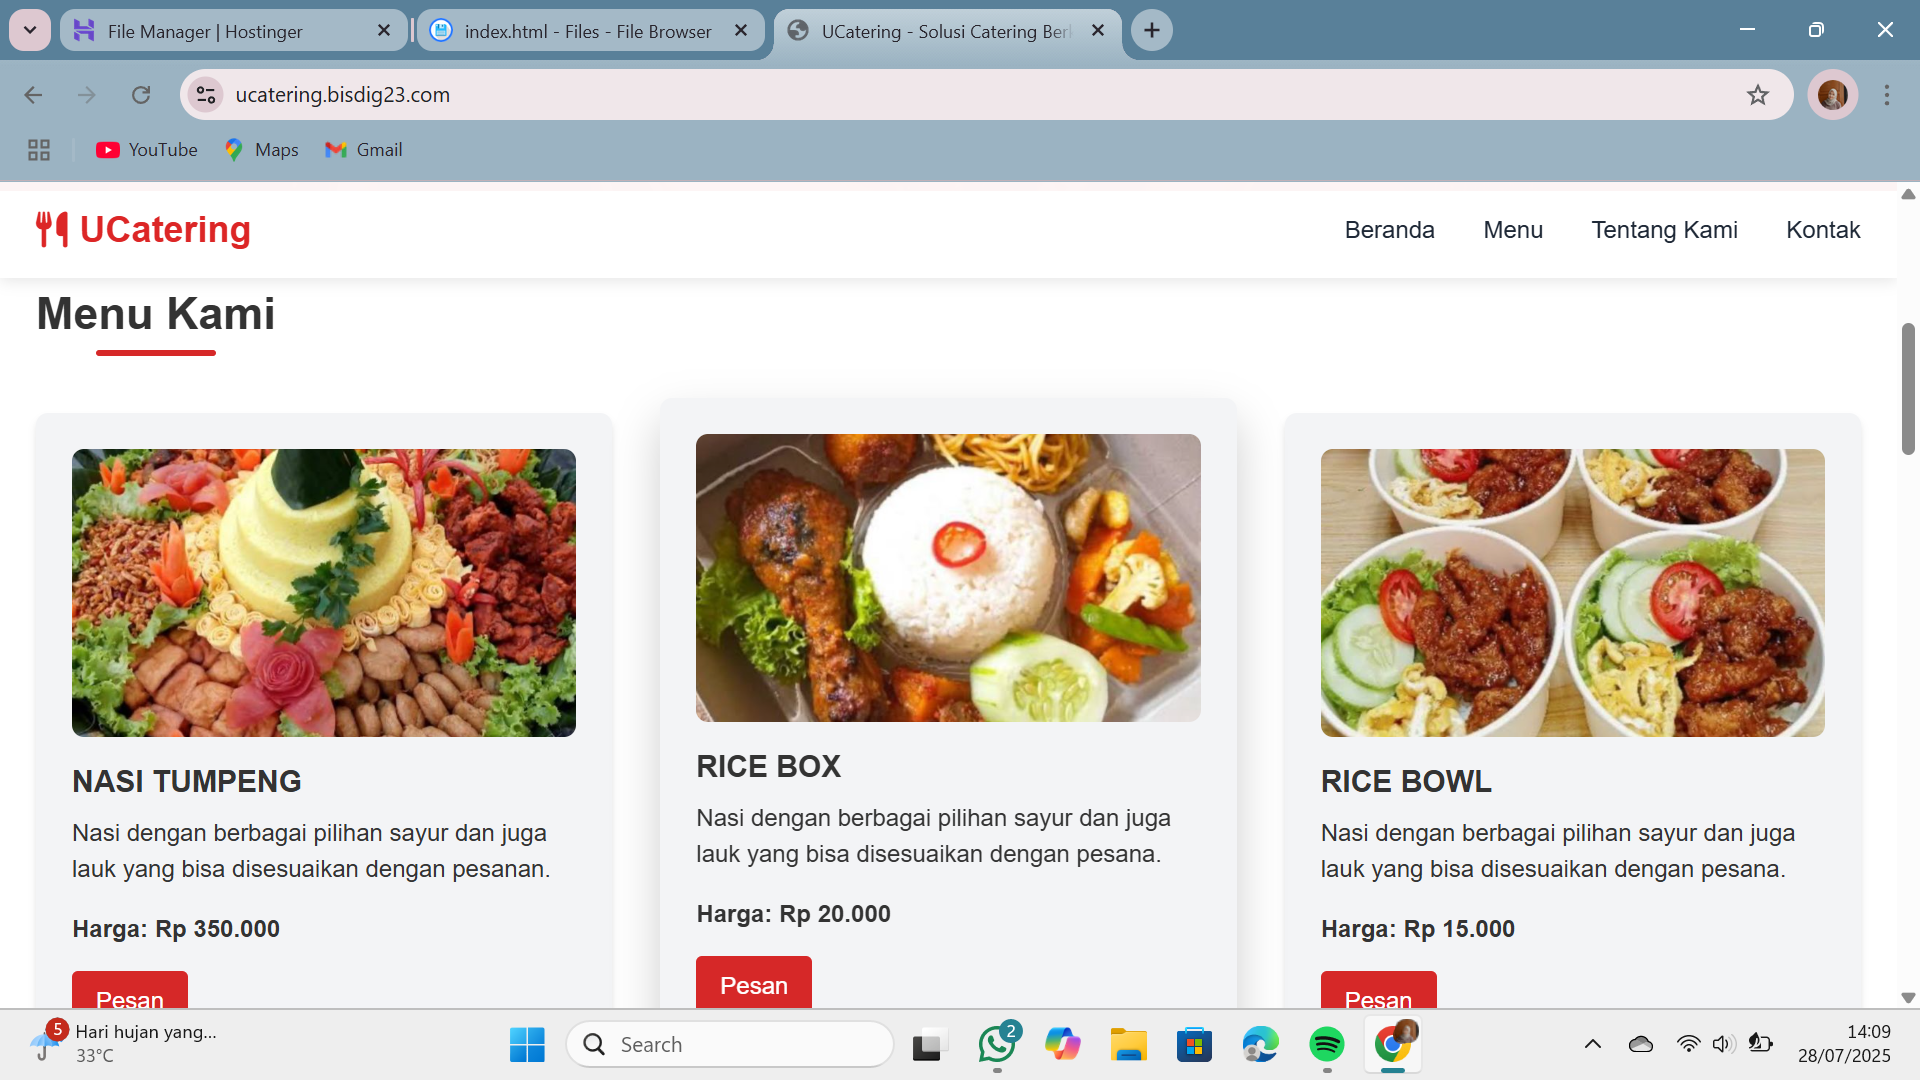 File Manager | Hostinger
index.html - Files - File Browser
UCatering - Solusi Catering Ber
ucatering.bisdig23.com
YouTube
Maps
Gmail
UCatering
Beranda
Menu
Tentang Kami
Kontak
Menu Kami
NASI TUMPENG
Nasi dengan berbagai pilihan sayur dan juga
lauk yang bisa disesuaikan dengan pesanan.
Harga: Rp 350.000
Pesan
RICE BOX
Nasi dengan berbagai pilihan sayur dan juga
lauk yang bisa disesuaikan dengan pesana.
Harga: Rp 20.000
Pesan
RICE BOWL
Nasi dengan berbagai pilihan sayur dan juga
lauk yang bisa disesuaikan dengan pesana.
Harga: Rp 15.000
Pesan
5
Hari hujan yang...
33°C
Search
2
14:09
28/07/2025